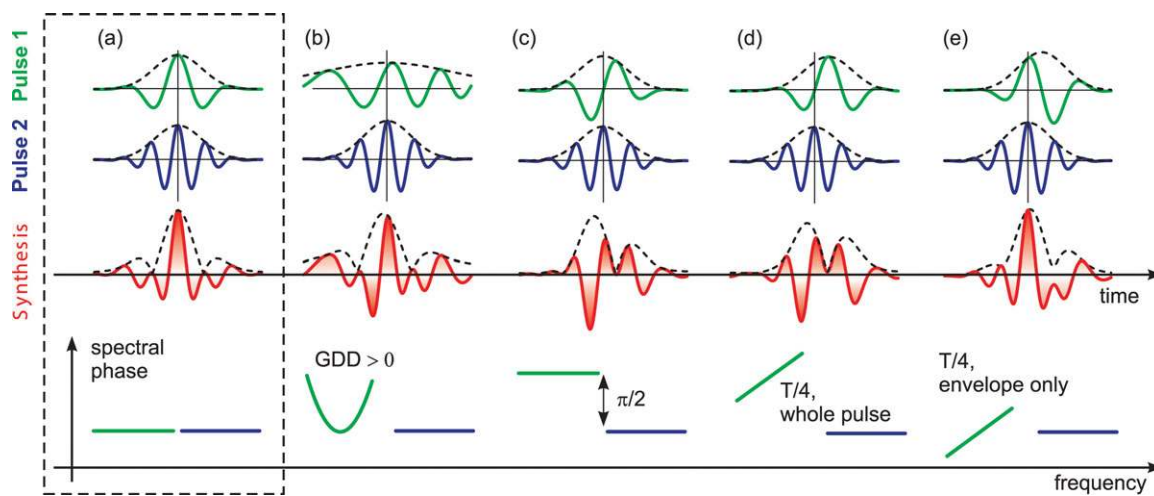 (a)
(b)
(c)
(d)
(e)
Pulse 1
Pulse 2
Synthesis
time
spectral
phase
GDD > 0
π/2
T/4,
whole pulse
T/4,
envelope only
frequency